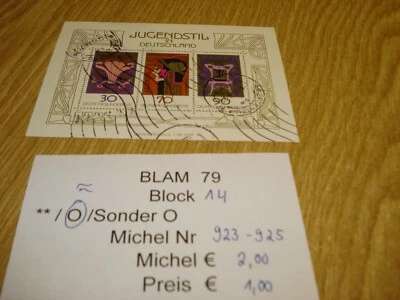 JUGENDSTIL
IN
DEUTSCHLAND
30 70 90
BLAM 79
Block 14
** / O /Sonder O
Michel Nr 923-925
Michel € 2,00
Preis € 1,00